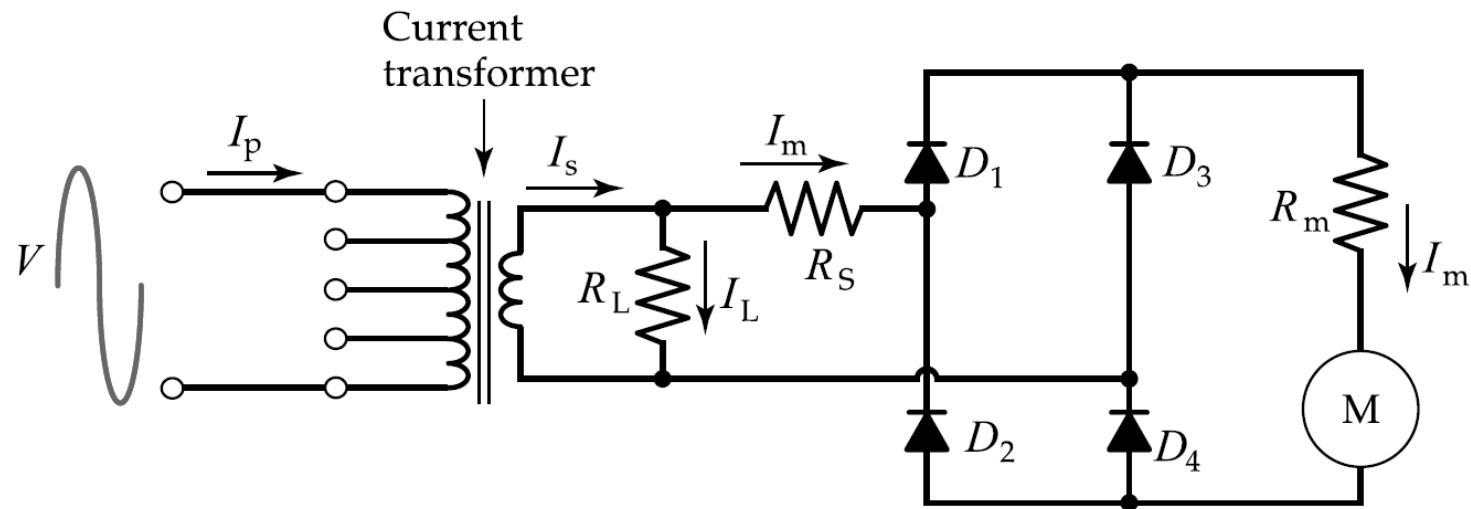 Current
transformer
I_p
I_s
I_m
D_1
D_3
R_m
I_m
V
R_L
I_L
R_S
D_2
D_4
M